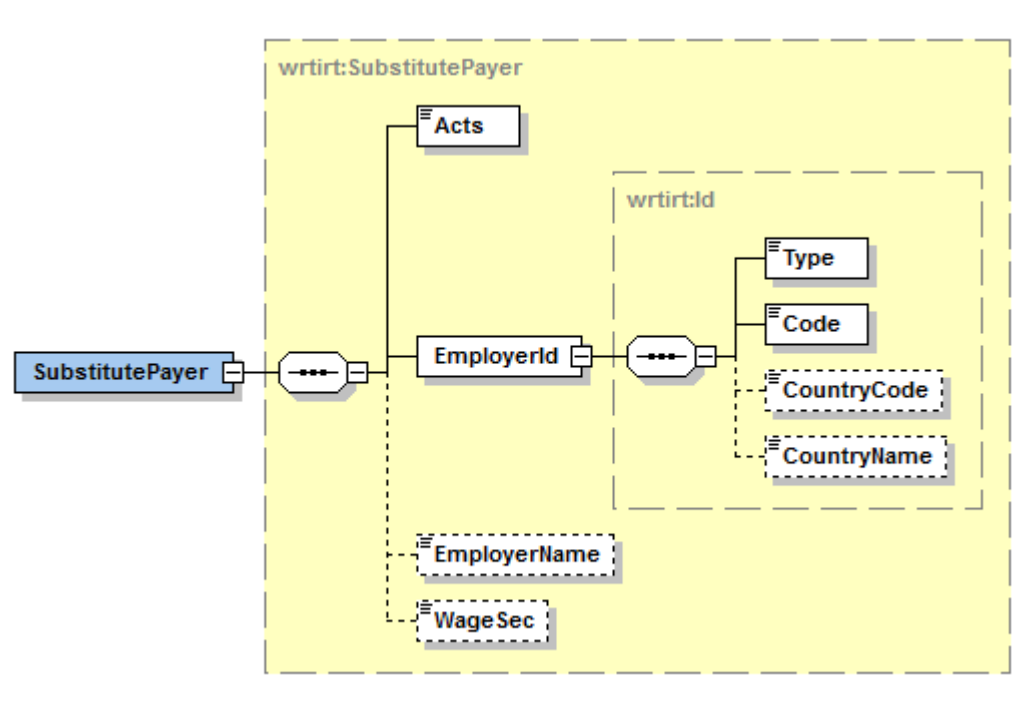 wrtirt:SubstitutePayer
Acts
wrtirt:Id
Type
Code
SubstitutePayer
EmployerId
CountryCode
CountryName
EmployerName
WageSec